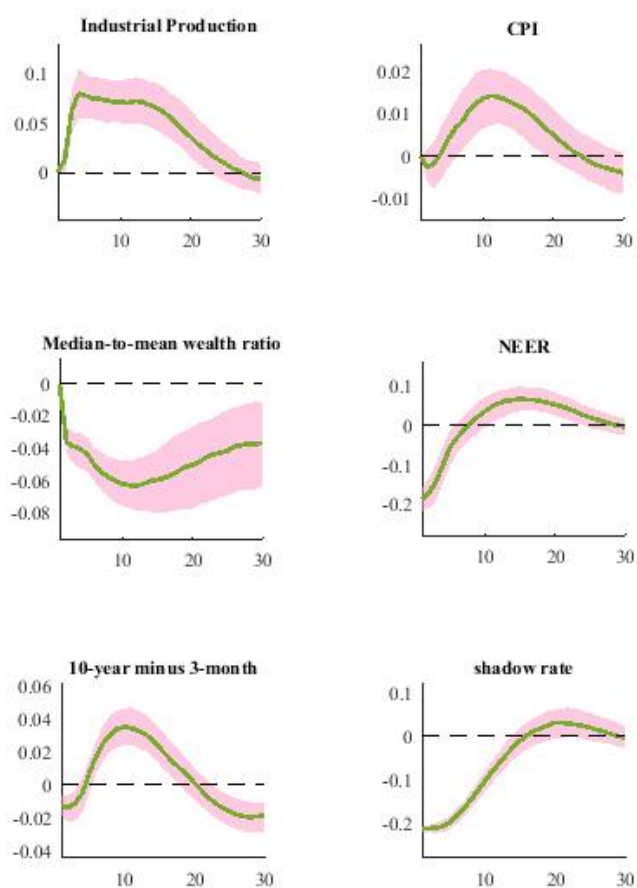 Industrial Production
0.1
0.05
0
10 20 30
CPI
0.02
0.01
0
-0.01
10 20 30
Median-to-mean wealth ratio
0
-0.02
-0.04
-0.06
-0.08
10 20 30
NEER
0.1
0
-0.1
-0.2
10 20 30
10-year minus 3-month
0.06
0.04
0.02
0
-0.02
-0.04
10 20 30
shadow rate
0.1
0
-0.1
-0.2
10 20 30